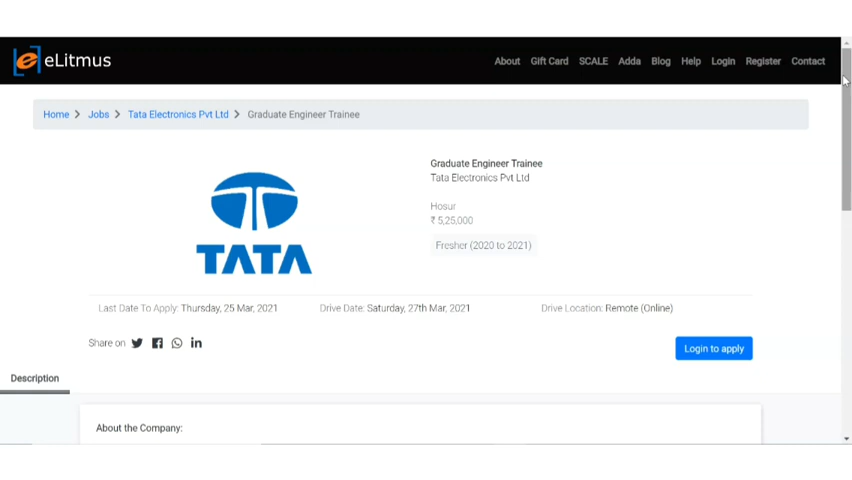 eLitmus
About Gift Card SCALE Adda Blog Help Login Register Contact
Home Jobs Tata Electronics Pvt Ltd Graduate Engineer Trainee
Graduate Engineer Trainee
Tata Electronics Pvt Ltd
Hosur
₹ 5,25,000
Fresher (2020 to 2021)
TATA
Last Date To Apply: Thursday, 25 Mar, 2021 Drive Date: Saturday, 27th Mar, 2021 Drive Location: Remote (Online)
Share on
Login to apply
Description
About the Company: